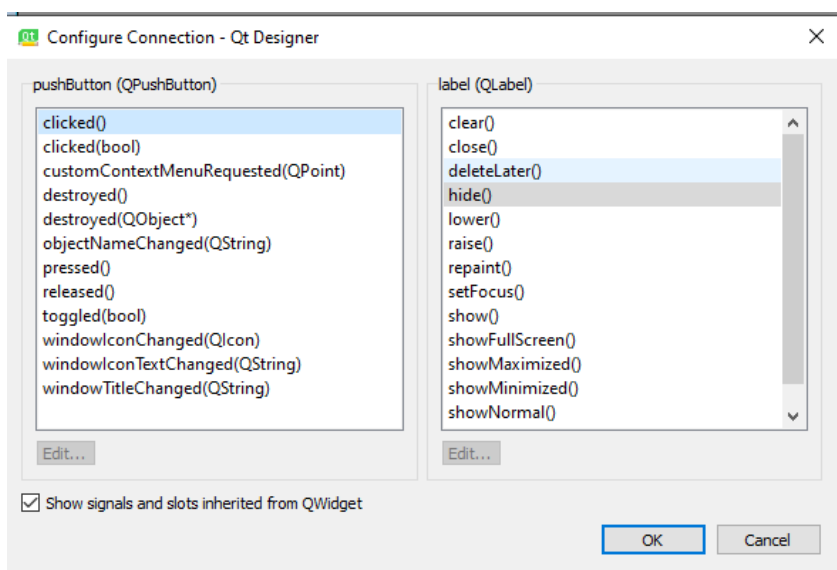 Configure Connection - Qt Designer
pushButton (QPushButton)
clicked()
clicked(bool)
customContextMenuRequested(QPoint)
destroyed()
destroyed(QObject*)
objectNameChanged(QString)
pressed()
released()
toggled(bool)
windowIconChanged(QIcon)
windowIconTextChanged(QString)
windowTitleChanged(QString)
Edit...
label (QLabel)
clear()
close()
deleteLater()
hide()
lower()
raise()
repaint()
setFocus()
show()
showFullScreen()
showMaximized()
showMinimized()
showNormal()
Edit...
Show signals and slots inherited from QWidget
OK
Cancel